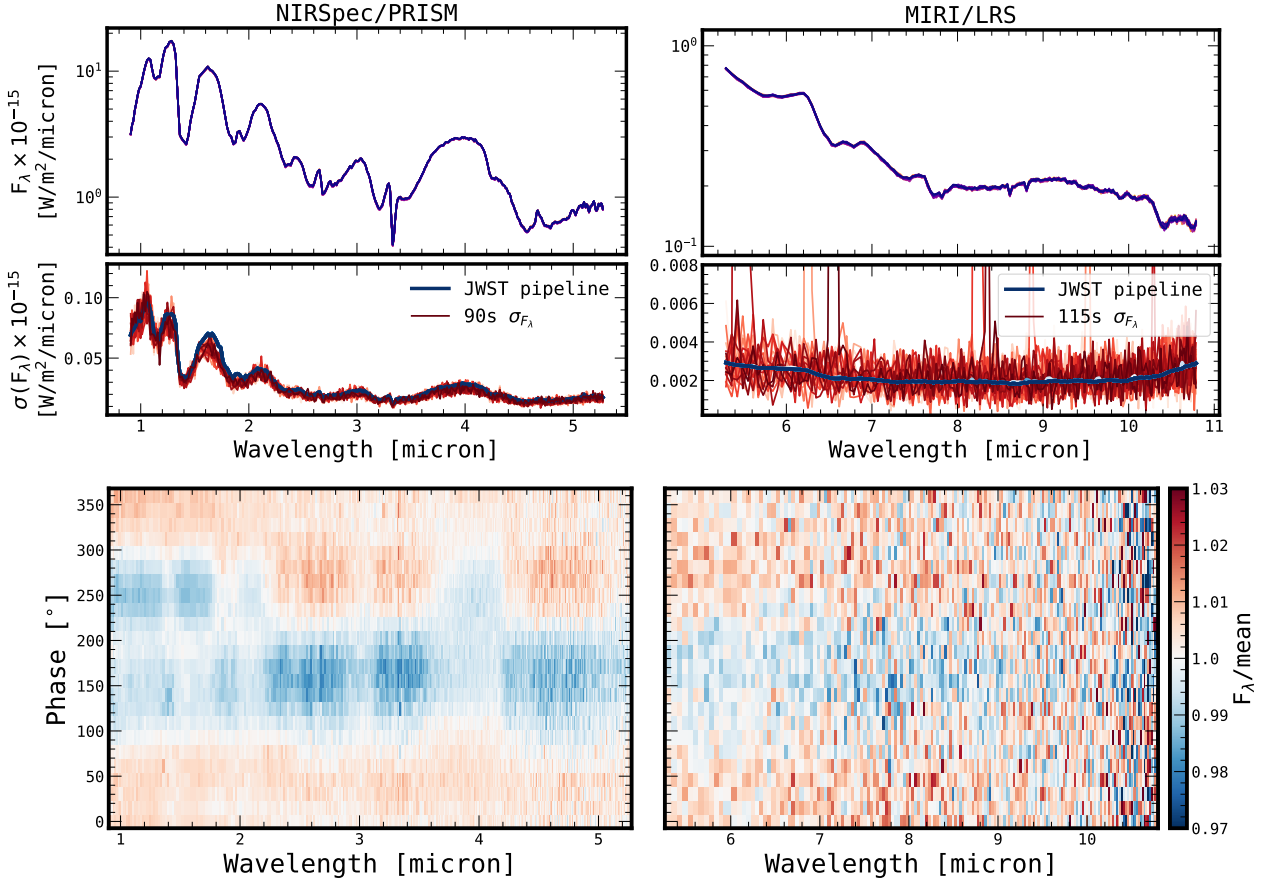 NIRSpec/PRISM
MIRI/LRS
F_λ × 10^-15
[W/m²/micron]
10^1
10^0
10^0
10^-1
σ(F_λ) × 10^-15
[W/m²/micron]
0.10
0.05
JWST pipeline
90s σ_{F_λ}
1 2 3 4 5
Wavelength [micron]
0.008
0.006
0.004
0.002
JWST pipeline
115s σ_{F_λ}
6 7 8 9 10 11
Wavelength [micron]
Phase [°]
350
300
250
200
150
100
50
0
1 2 3 4 5
Wavelength [micron]
6 7 8 9 10
Wavelength [micron]
1.03
1.02
1.01
1.0
0.99
0.98
0.97
F_λ/mean